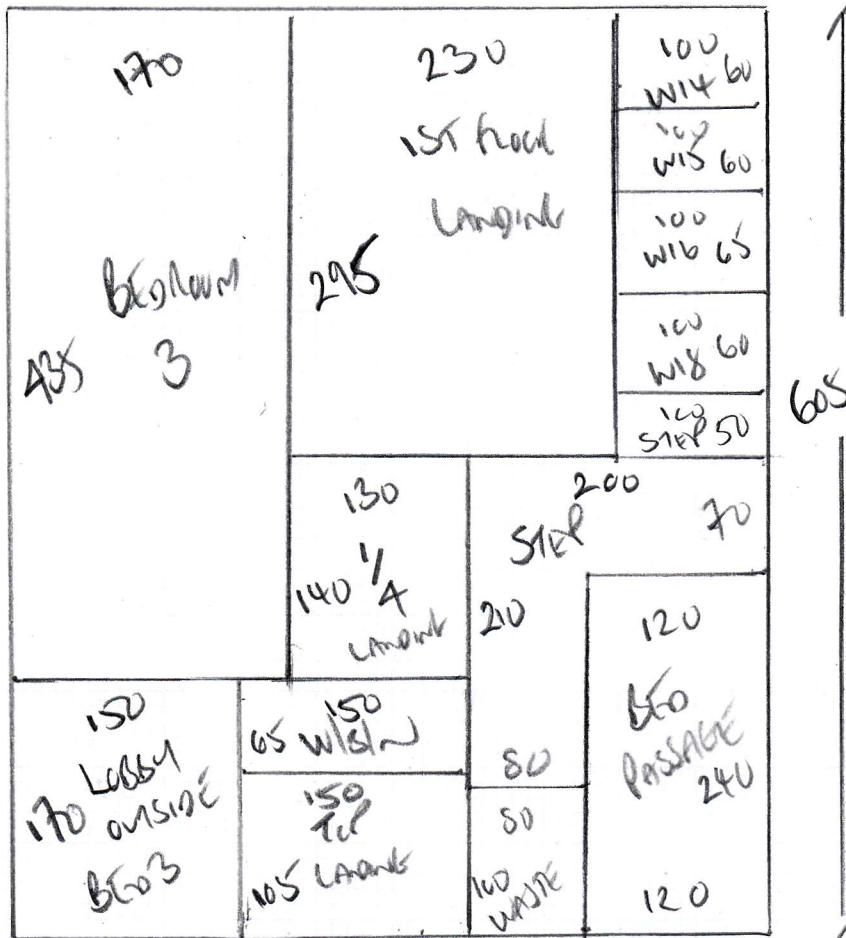 170
BEDROOM
435 3
230
1ST FLOOR
LANDING
295
100
W14 60
100
W15 60
100
W16 65
100
W18 60
100
STEP 50
605
130
140 1/4
LANDING
200
STEP 70
210
80
120
BED
PASSAGE
240
120
150
LOBBY
170 OUTSIDE
BED 3
150
65 W/S/N
150
TOP
105 LANDING
80
100
WASTE